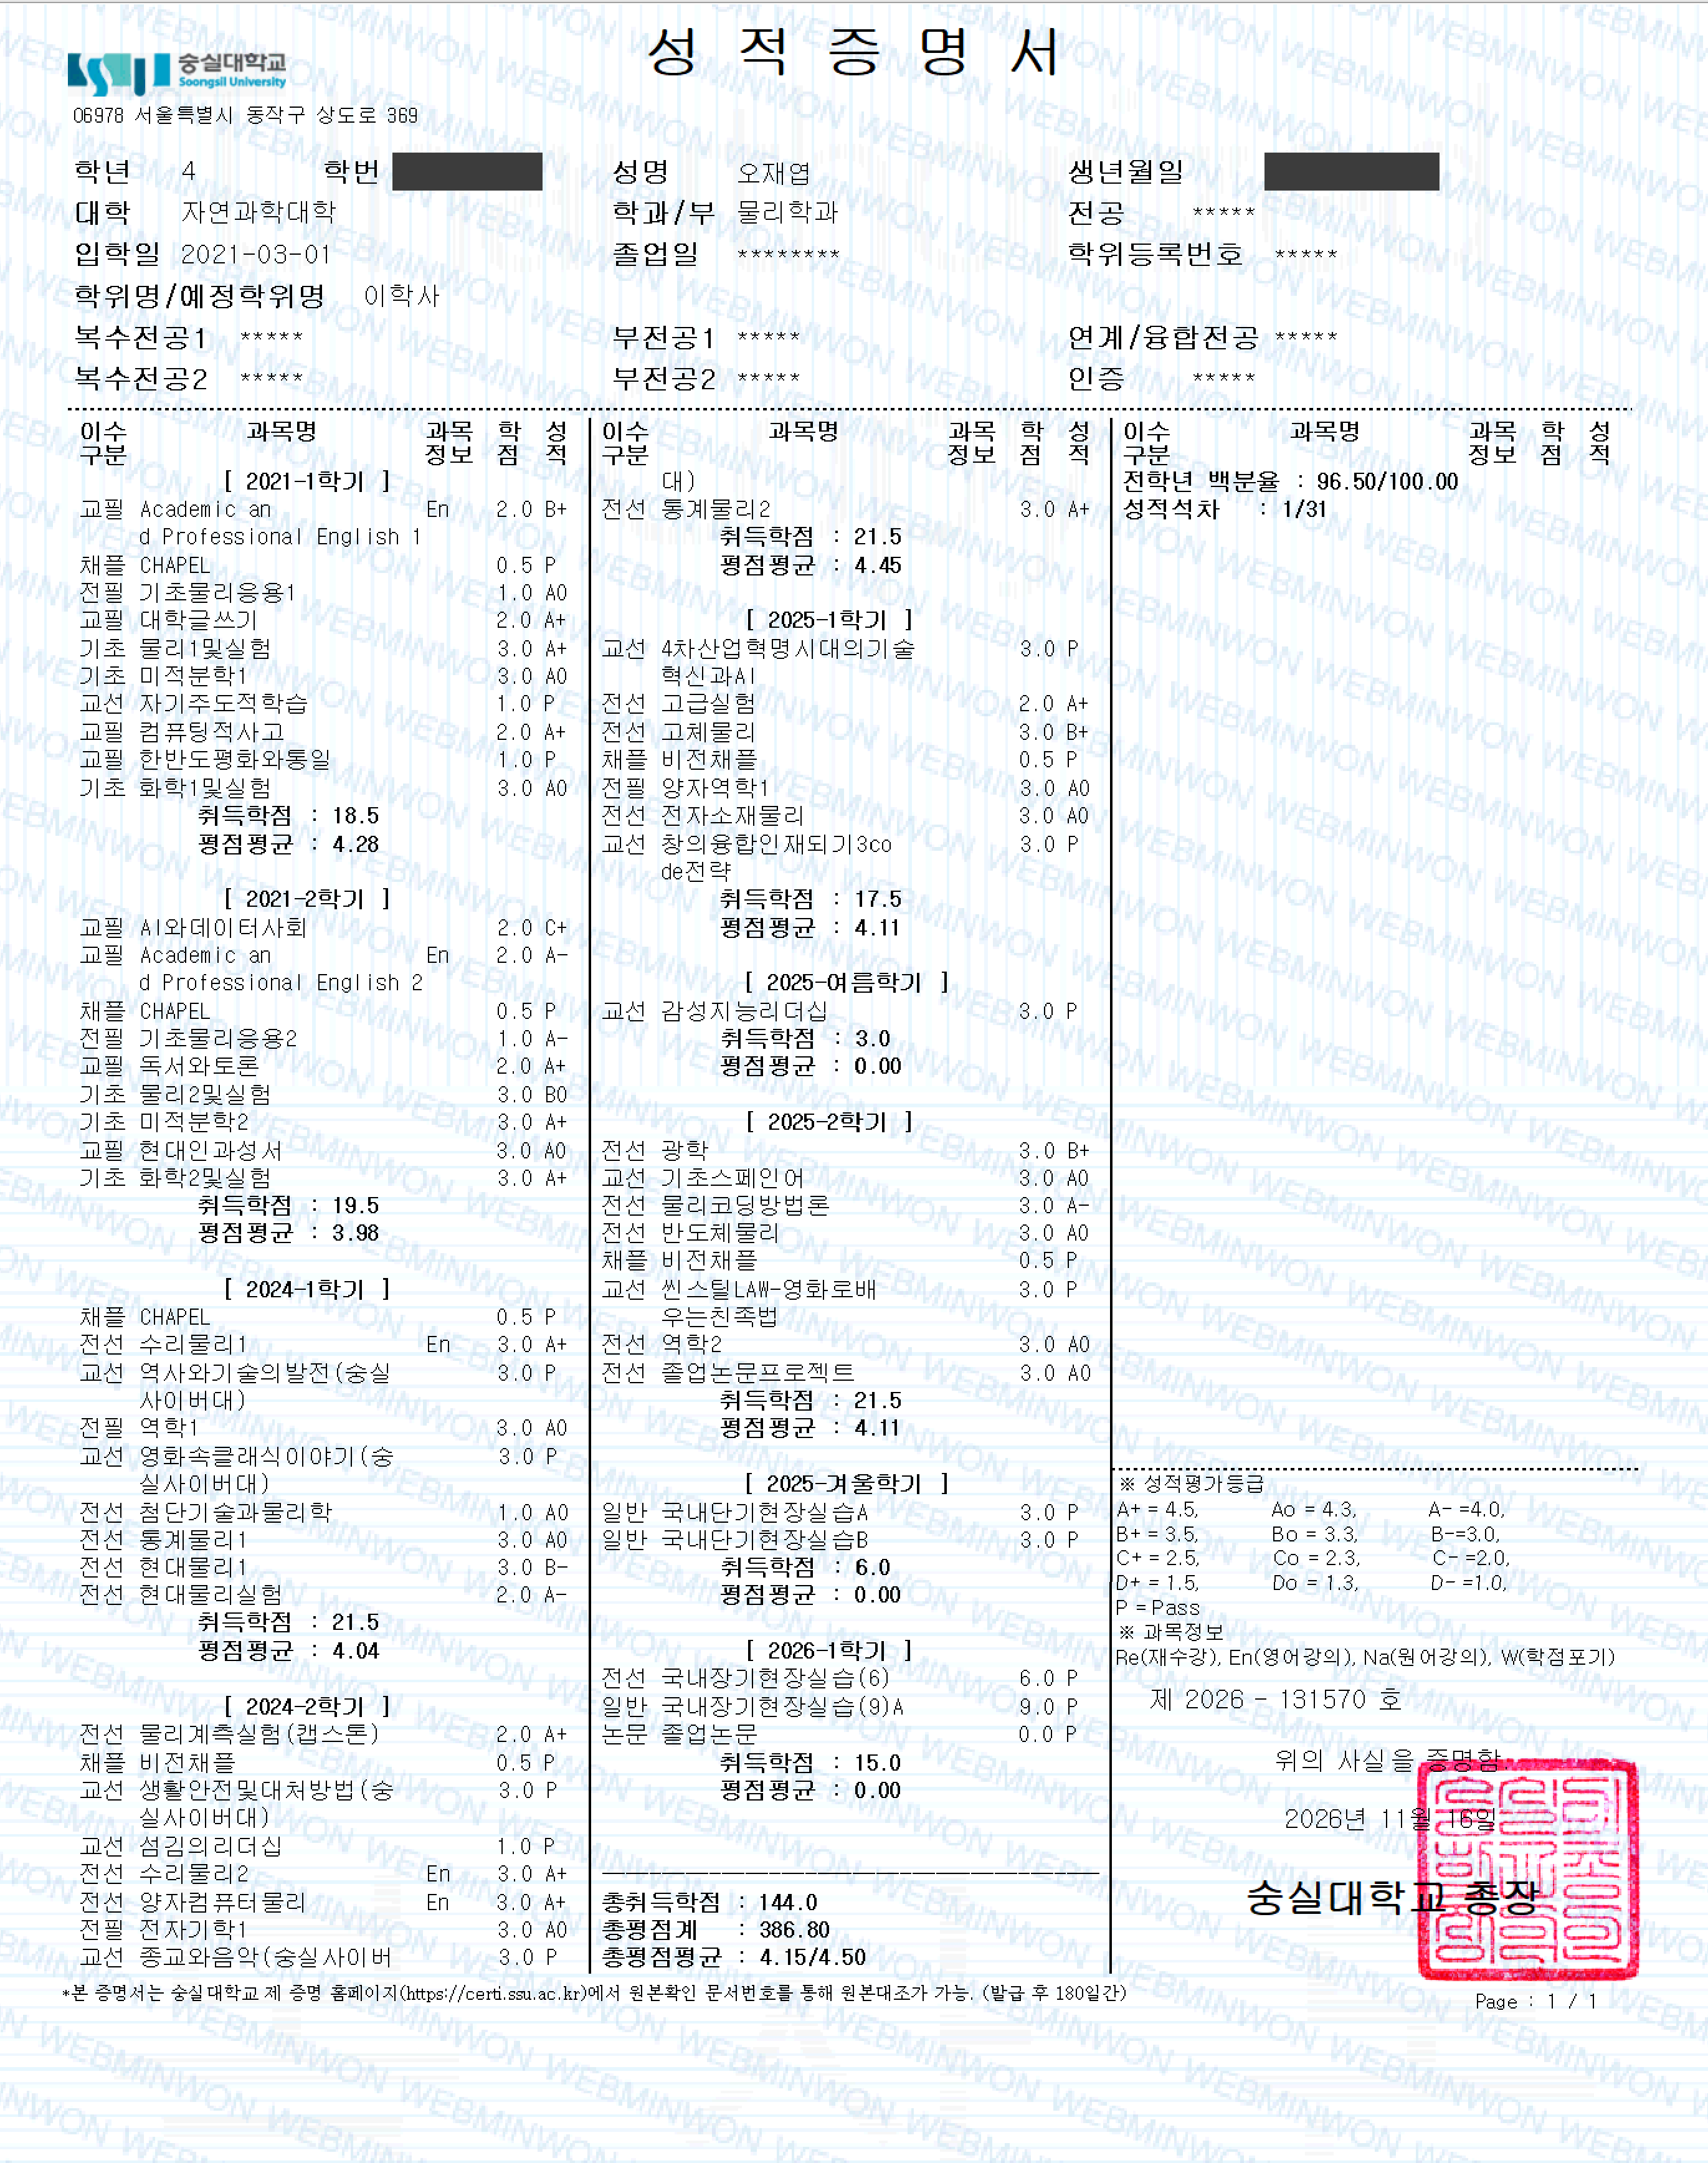 성 적 증 명 서
숭실대학교
Soongsil University
06978 서울특별시 동작구 상도로 369
학년 4 학번 성명 오재엽 생년월일
대학 자연과학대학 학과/부 물리학과 전공 *****
입학일 2021-03-01 졸업일 ******** 학위등록번호 *****
학위명/예정학위명 이학사
복수전공1 ***** 부전공1 ***** 연계/융합전공 *****
복수전공2 ***** 부전공2 ***** 인증 *****
이수 과목명 과목 학 성
구분 정보 점 적
[ 2021-1학기 ]
교필 Academic an En 2.0 B+
d Professional English 1
채플 CHAPEL 0.5 P
전필 기초물리응용1 1.0 A0
교필 대학글쓰기 2.0 A+
기초 물리1및실험 3.0 A+
기초 미적분학1 3.0 A0
교선 자기주도적학습 1.0 P
교필 컴퓨팅적사고 2.0 A+
교필 한반도평화와통일 1.0 P
기초 화학1및실험 3.0 A0
취득학점 : 18.5
평점평균 : 4.28
[ 2021-2학기 ]
교필 AI와데이터사회 2.0 C+
교필 Academic an En 2.0 A-
d Professional English 2
채플 CHAPEL 0.5 P
전필 기초물리응용2 1.0 A-
교필 독서와토론 2.0 A+
기초 물리2및실험 3.0 B0
기초 미적분학2 3.0 A+
교필 현대인과성서 3.0 A0
기초 화학2및실험 3.0 A+
취득학점 : 19.5
평점평균 : 3.98
[ 2024-1학기 ]
채플 CHAPEL 0.5 P
전선 수리물리1 En 3.0 A+
교선 역사와기술의발전(숭실 3.0 P
사이버대)
전필 역학1 3.0 A0
교선 영화속클래식이야기(숭 3.0 P
실사이버대)
전선 첨단기술과물리학 1.0 A0
전선 통계물리1 3.0 A0
전선 현대물리1 3.0 B-
전선 현대물리실험 2.0 A-
취득학점 : 21.5
평점평균 : 4.04
[ 2024-2학기 ]
전선 물리계측실험(캡스톤) 2.0 A+
채플 비전채플 0.5 P
교선 생활안전및대처방법(숭 3.0 P
실사이버대)
교선 섬김의리더십 1.0 P
전선 수리물리2 En 3.0 A+
전선 양자컴퓨터물리 En 3.0 A+
전필 전자기학1 3.0 A0
교선 종교와음악(숭실사이버 3.0 P
이수 과목명 과목 학 성
구분 정보 점 적
대)
전선 통계물리2 3.0 A+
취득학점 : 21.5
평점평균 : 4.45
[ 2025-1학기 ]
교선 4차산업혁명시대의기술 3.0 P
혁신과AI
전선 고급실험 2.0 A+
전선 고체물리 3.0 B+
채플 비전채플 0.5 P
전필 양자역학1 3.0 A0
전선 전자소재물리 3.0 A0
교선 창의융합인재되기3co 3.0 P
de전략
취득학점 : 17.5
평점평균 : 4.11
[ 2025-여름학기 ]
교선 감성지능리더십 3.0 P
취득학점 : 3.0
평점평균 : 0.00
[ 2025-2학기 ]
전선 광학 3.0 B+
교선 기초스페인어 3.0 A0
전선 물리코딩방법론 3.0 A-
전선 반도체물리 3.0 A0
채플 비전채플 0.5 P
교선 씬스틸LAW-영화로배 3.0 P
우는친족법
전선 역학2 3.0 A0
전선 졸업논문프로젝트 3.0 A0
취득학점 : 21.5
평점평균 : 4.11
[ 2025-겨울학기 ]
일반 국내단기현장실습A 3.0 P
일반 국내단기현장실습B 3.0 P
취득학점 : 6.0
평점평균 : 0.00
[ 2026-1학기 ]
전선 국내장기현장실습(6) 6.0 P
일반 국내장기현장실습(9)A 9.0 P
논문 졸업논문 0.0 P
취득학점 : 15.0
평점평균 : 0.00
총취득학점 : 144.0
총평점계 : 386.80
총평점평균 : 4.15/4.50
이수 과목명 과목 학 성
구분 정보 점 적
전학년 백분율 : 96.50/100.00
성적석차 : 1/31
※ 성적평가등급
A+ = 4.5, Ao = 4.3, A- =4.0,
B+ = 3.5, Bo = 3.3, B-=3.0,
C+ = 2.5, Co = 2.3, C- =2.0,
D+ = 1.5, Do = 1.3, D- =1.0,
P = Pass
※ 과목정보
Re(재수강), En(영어강의), Na(원어강의), W(학점포기)
제 2026 - 131570 호
위의 사실을 증명함.
2026년 11월 16일
숭실대학교 총장
*본 증명서는 숭실대학교 제 증명 홈페이지(https://certi.ssu.ac.kr)에서 원본확인 문서번호를 통해 원본대조가 가능. (발급 후 180일간)
Page : 1 / 1